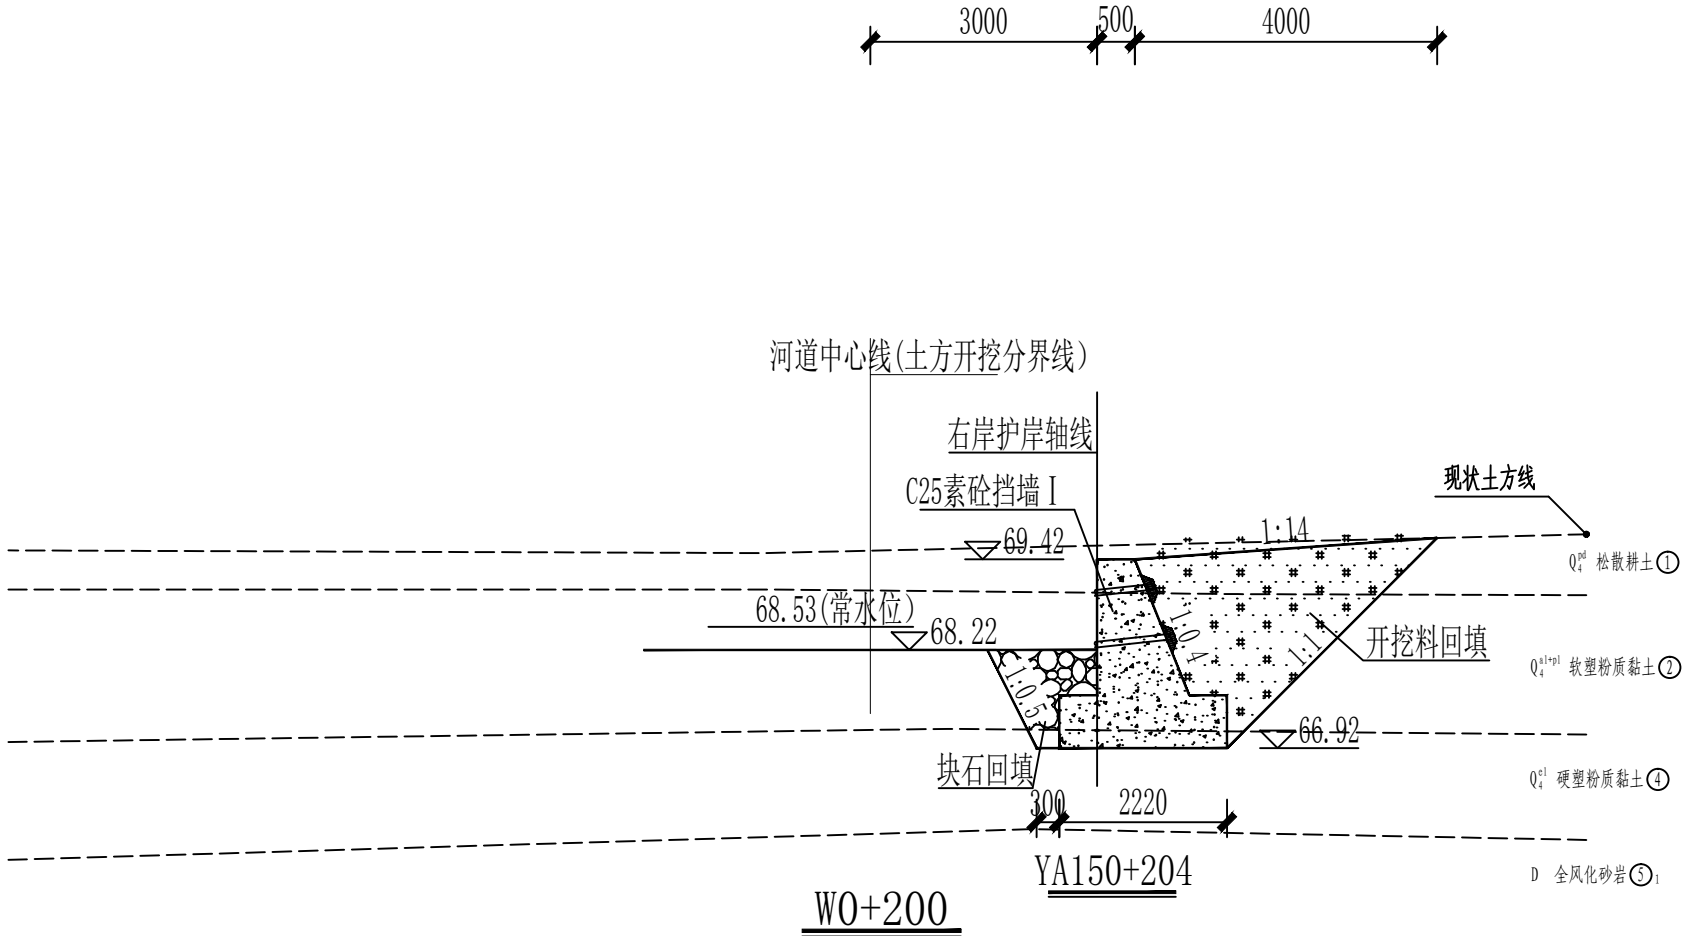 3000
500
4000
河道中心线(土方开挖分界线)
右岸护岸轴线
C25素砼挡墙Ⅰ
现状土方线
69.42
1:14
Q4pd 松散耕土①
68.53(常水位)
68.22
1:0.4
1:1
开挖料回填
Q4al+pl 软塑粉质黏土②
1:0.5
66.92
块石回填
Q4el 硬塑粉质黏土④
300
2220
YA150+204
D 全风化砂岩⑤1
W0+200